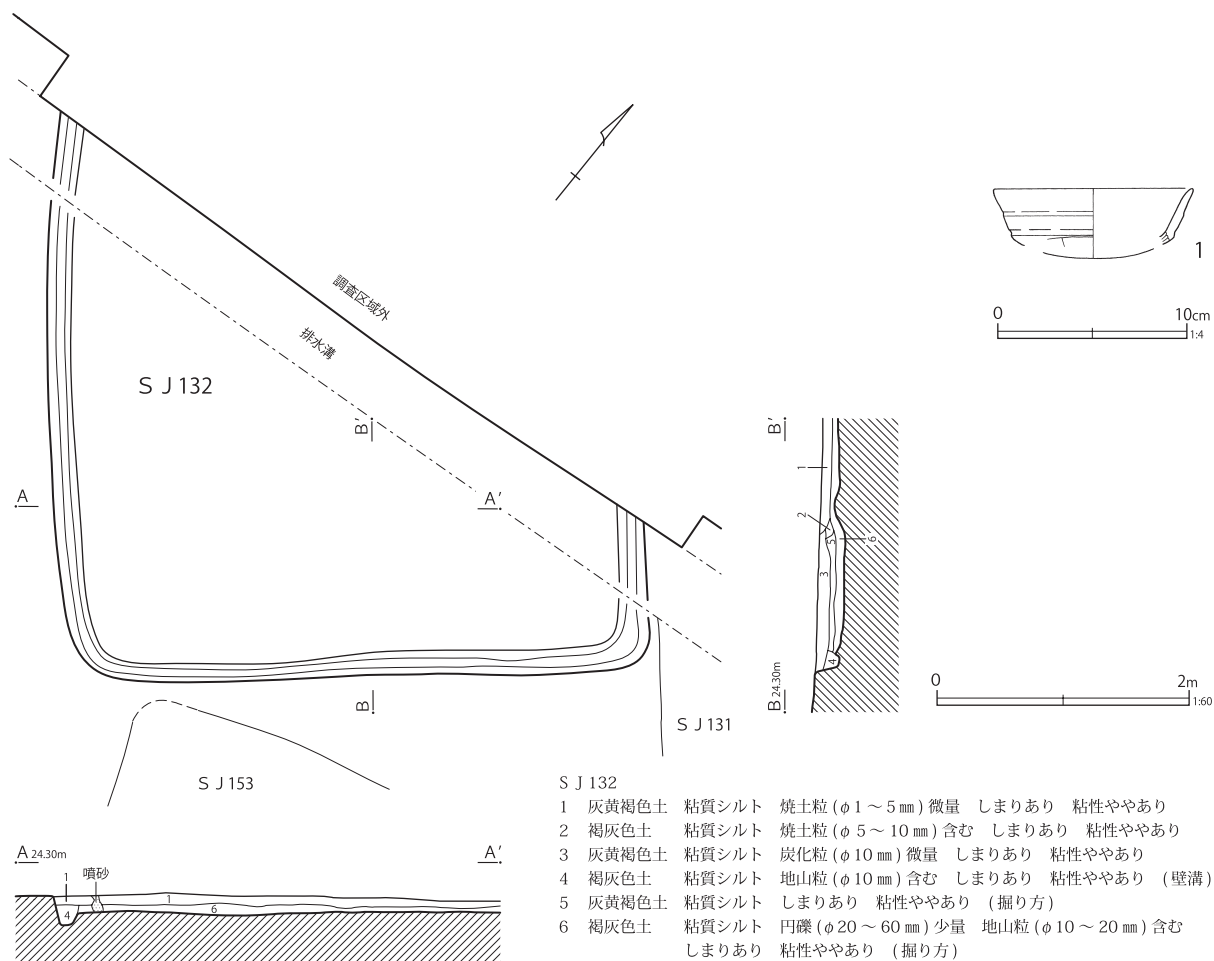 調査区域外
排水溝
ＳＪ132
B'
A
A'
B
ＳＪ131
ＳＪ153
1
0 10cm
1:4
B'
1
2
5
6
3
4
B 24.30m
0 2m
1:60
A 24.30m
A'
1
噴砂
1
4
6
ＳＪ132
1 灰黄褐色土 粘質シルト 焼土粒(φ1～5㎜)微量 しまりあり 粘性ややあり
2 褐灰色土 粘質シルト 焼土粒(φ5～10㎜)含む しまりあり 粘性ややあり
3 灰黄褐色土 粘質シルト 炭化粒(φ10㎜)微量 しまりあり 粘性ややあり
4 褐灰色土 粘質シルト 地山粒(φ10㎜)含む しまりあり 粘性ややあり (壁溝)
5 灰黄褐色土 粘質シルト しまりあり 粘性ややあり (掘り方)
6 褐灰色土 粘質シルト 円礫(φ20～60㎜)少量 地山粒(φ10～20㎜)含む
しまりあり 粘性ややあり (掘り方)